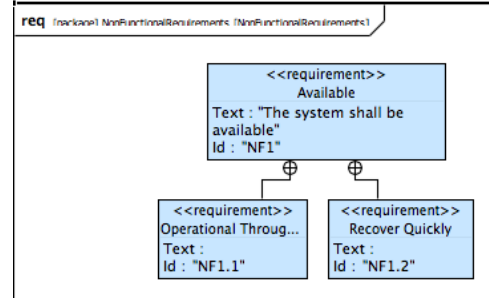 req [package] NonFunctionalRequirements [NonFunctionalRequirements]
<<requirement>>
Available
Text : "The system shall be
available"
Id : "NF1"
<<requirement>>
Operational Throug...
Text :
Id : "NF1.1"
<<requirement>>
Recover Quickly
Text :
Id : "NF1.2"